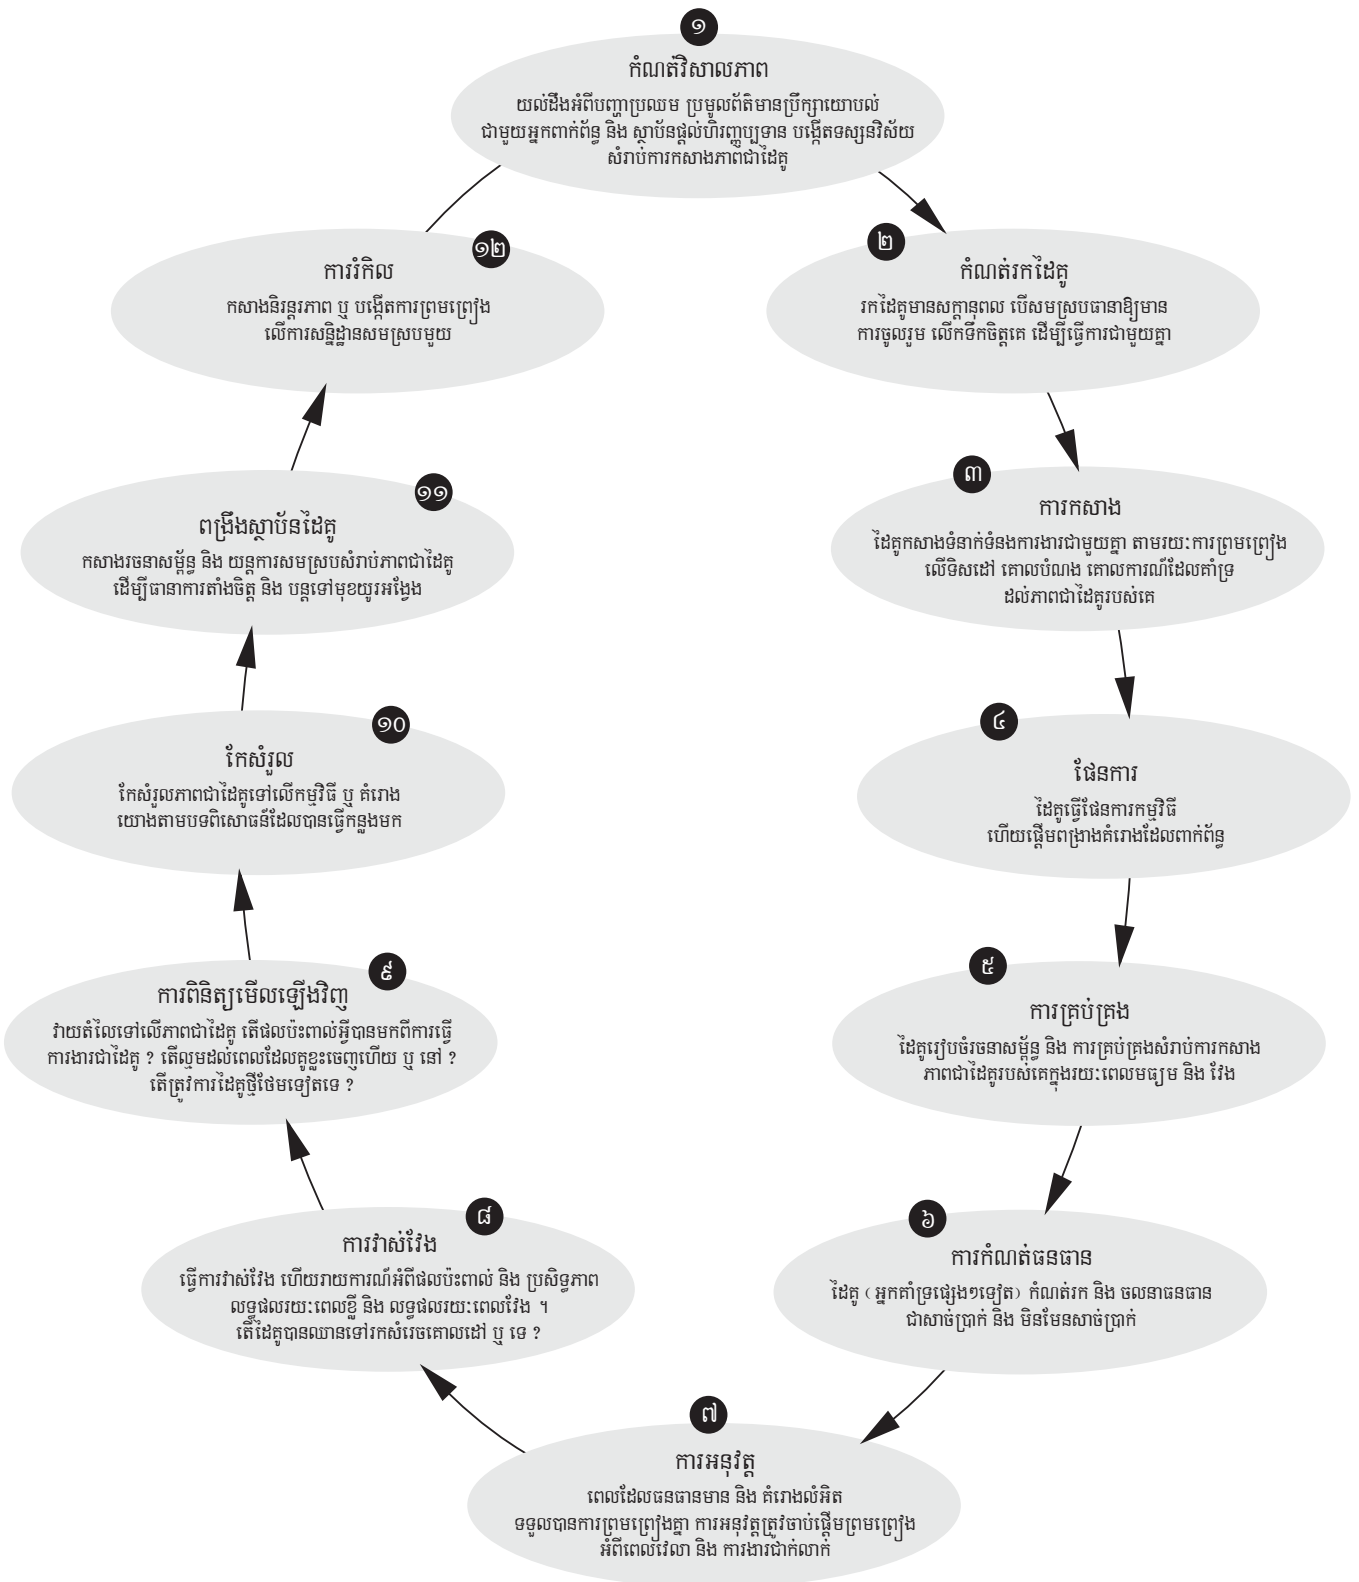 ១
កំណត់វិសាលភាព
យល់ដឹងអំពីបញ្ហាប្រឈម ប្រមូលព័ត៌មានប្រឹក្សាយោបល់
ជាមួយអ្នកពាក់ព័ន្ធ និង ស្ថាប័នផ្តល់ហិរញ្ញប្បទាន បង្កើតទស្សនវិស័យ
សំរាប់ការកសាងភាពជាដៃគូ
២
កំណត់រកដៃគូ
រកដៃគូមានសក្តានុពល បើសមស្របធានាឱ្យមាន
ការចូលរួម លើកទឹកចិត្តគេ ដើម្បីធ្វើការជាមួយគ្នា
៣
ការកសាង
ដៃគូកសាងទំនាក់ទំនងការងារជាមួយគ្នា តាមរយៈការព្រមព្រៀង
លើទិសដៅ គោលបំណង គោលការណ៍ដែលគាំទ្រ
ដល់ភាពជាដៃគូរបស់គេ
៤
ផែនការ
ដៃគូធ្វើផែនការកម្មវិធី
ហើយផ្តើមពង្រាងគំរោងដែលពាក់ព័ន្ធ
៥
ការគ្រប់គ្រង
ដៃគូរៀបចំរចនាសម្ព័ន្ធ និង ការគ្រប់គ្រងសំរាប់ការកសាង
ភាពជាដៃគូរបស់គេក្នុងរយៈពេលមធ្យម និង វែង
៦
ការកំណត់ធនធាន
ដៃគូ (អ្នកគាំទ្រផ្សេងៗទៀត) កំណត់រក និង ចលនាធនធាន
ជាសាច់ប្រាក់ និង មិនមែនសាច់ប្រាក់
៧
ការអនុវត្ត
ពេលដែលធនធានមាន និង គំរោងលំអិត
ទទួលបានការព្រមព្រៀងគ្នា ការអនុវត្តត្រូវចាប់ផ្តើមព្រមព្រៀង
អំពីពេលវេលា និង ការងារជាក់លាក់
៨
ការវាស់វែង
ធ្វើការវាស់វែង ហើយរាយការណ៍អំពីផលប៉ះពាល់ និង ប្រសិទ្ធភាព
លទ្ធផលរយៈពេលខ្លី និង លទ្ធផលរយៈពេលវែង ។
តើដៃគូបានឈានទៅរកសំរេចគោលដៅ ឬ ទេ ?
៩
ការពិនិត្យមើលឡើងវិញ
វាយតំលៃទៅលើភាពជាដៃគូ តើផលប៉ះពាល់អ្វីបានមកពីការធ្វើ
ការងារជាដៃគូ ? តើល្មមដល់ពេលដែលគូខ្លះចេញហើយ ឬ នៅ ?
តើត្រូវការដៃគូថ្មីថែមទៀតទេ ?
១០
កែសំរួល
កែសំរួលភាពជាដៃគូទៅលើកម្មវិធី ឬ គំរោង
យោងតាមបទពិសោធន៍ដែលបានធ្វើកន្លងមក
១១
ពង្រឹងស្ថាប័នដៃគូ
កសាងរចនាសម្ព័ន្ធ និង យន្តការសមស្របសំរាប់ភាពជាដៃគូ
ដើម្បីធានាការតាំងចិត្ត និង បន្តទៅមុខយូរអង្វែង
១២
ការរំកិល
កសាងនិរន្តរភាព ឬ បង្កើតការព្រមព្រៀង
លើការសន្និដ្ឋានសមស្របមួយ